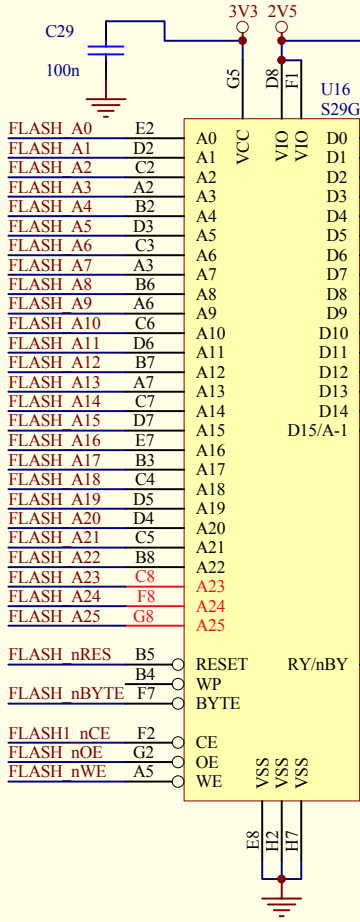 3V3 2V5
C29
100n
G5 D8 F1
U16
S29G
VCC VIO VIO
FLASH_A0 E2 A0 D0
FLASH_A1 D2 A1 D1
FLASH_A2 C2 A2 D2
FLASH_A3 A2 A3 D3
FLASH_A4 B2 A4 D4
FLASH_A5 D3 A5 D5
FLASH_A6 C3 A6 D6
FLASH_A7 A3 A7 D7
FLASH_A8 B6 A8 D8
FLASH_A9 A6 A9 D9
FLASH_A10 C6 A10 D10
FLASH_A11 D6 A11 D11
FLASH_A12 B7 A12 D12
FLASH_A13 A7 A13 D13
FLASH_A14 C7 A14 D14
FLASH_A15 D7 A15 D15/A-1
FLASH_A16 E7 A16
FLASH_A17 B3 A17
FLASH_A18 C4 A18
FLASH_A19 D5 A19
FLASH_A20 D4 A20
FLASH_A21 C5 A21
FLASH_A22 B8 A22
FLASH_A23 C8 A23
FLASH_A24 F8 A24
FLASH_A25 G8 A25
FLASH_nRES B5 RESET RY/nBY
B4 WP
FLASH_nBYTE F7 BYTE
FLASH1_nCE F2 CE
FLASH_nOE G2 OE
FLASH_nWE A5 WE
VSS VSS VSS
E8 H2 H7